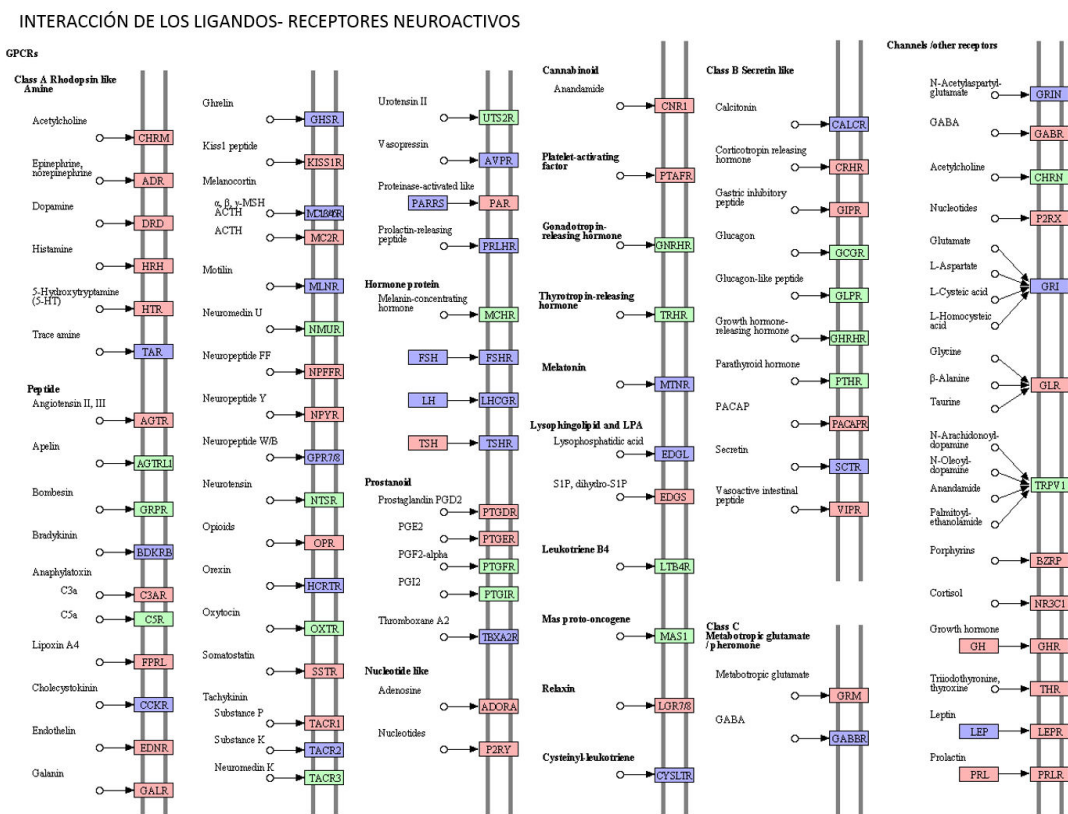 INTERACCIÓN DE LOS LIGANDOS- RECEPTORES NEUROACTIVOS
GPCRs
Class A Rhodopsin like
Amine
Acetylcholine
CHRM
Epinephrine,
norepinephrine
ADR
Dopamine
DRD
Histamine
HRH
5-Hydroxytryptamine
(5-HT)
HTR
Trace amine
TAR
Peptide
Angiotensin II, III
AGTR
Apelin
AGTRL1
Bombesin
GRPR
Bradykinin
BDKRB
Anaphylatoxin
C3a
C3AR
C5a
C5R
Lipoxin A4
FPRL
Cholecystokinin
CCKR
Endothelin
EDNR
Galanin
GALR
Ghrelin
GHSR
Kiss1 peptide
KISS1R
Melanocortin
α, β, γ-MSH
ACTH
ACTH
MC2R
Motilin
MLNR
Neuromedin U
NMUR
Neuropeptide FF
NPFFR
Neuropeptide Y
NPYR
Neuropeptide W/B
GPR7/8
Neurotensin
NTSR
Opioids
OPR
Orexin
HCRTR
Oxytocin
OXTR
Somatostatin
SSTR
Tachykinin
Substance P
TACR1
Substance K
TACR2
Neuromedin K
TACR3
Urotensin II
UTS2R
Vasopressin
AVPR
Proteinase-activated like
PARRS
PAR
Prolactin-releasing
peptide
PRLHR
Hormone protein
Melanin-concentrating
hormone
MCHR
FSH
FSHR
LH
LHCGR
TSH
TSHR
Prostanoid
Prostaglandin PGD2
PTGDR
PGE2
PTGER
PGF2-alpha
PTGFR
PGI2
PTGIR
Thromboxane A2
TBXA2R
Nucleotide like
Adenosine
ADORA
Nucleotides
P2RY
Cannabinoid
Anandamide
CNR1
Platelet-activating
factor
PTAFR
Gonadotropin-
releasing hormone
GNRHR
Thyrotropin-releasing
hormone
TRHR
Melatonin
MTNR
Lysophingolipid and LPA
Lysophosphatidic acid
EDGL
S1P, dihydro-S1P
EDGS
Leukotriene B4
LTB4R
Mas proto-oncogene
MAS1
Relaxin
LGR7/8
Cysteinyl-leukotriene
CYSLTR
Class B Secretin like
Calcitonin
CALCR
Corticotropin releasing
hormone
CRHR
Gastric inhibitory
peptide
GIPR
Glucagon
GCGR
Glucagon-like peptide
GLPR
Growth hormone-
releasing hormone
GHRHR
Parathyroid hormone
PTHR
PACAP
PACAPR
Secretin
SCTR
Vasoactive intestinal
peptide
VIPR
Class C
Metabotropic glutamate
/ pheromone
Metabotropic glutamate
GRM
GABA
GABBR
Channels /other receptors
N-Acetylaspartyl-
glutamate
GRIN
GABA
GABR
Acetylcholine
CHRN
Nucleotides
P2RX
Glutamate
L-Aspartate
L-Cysteic acid
L-Homocysteic
acid
GRI
Glycine
β-Alanine
Taurine
GLR
N-Arachidonoyl-
dopamine
N-Oleoyl-
dopamine
Anandamide
Palmitoyl-
ethanolamide
TRPV1
Porphyrins
BZRP
Cortisol
NR3C1
Growth hormone
GH
GHR
Triiodothyronine,
thyroxine
THR
Leptin
LEP
LEPR
Prolactin
PRL
PRLR